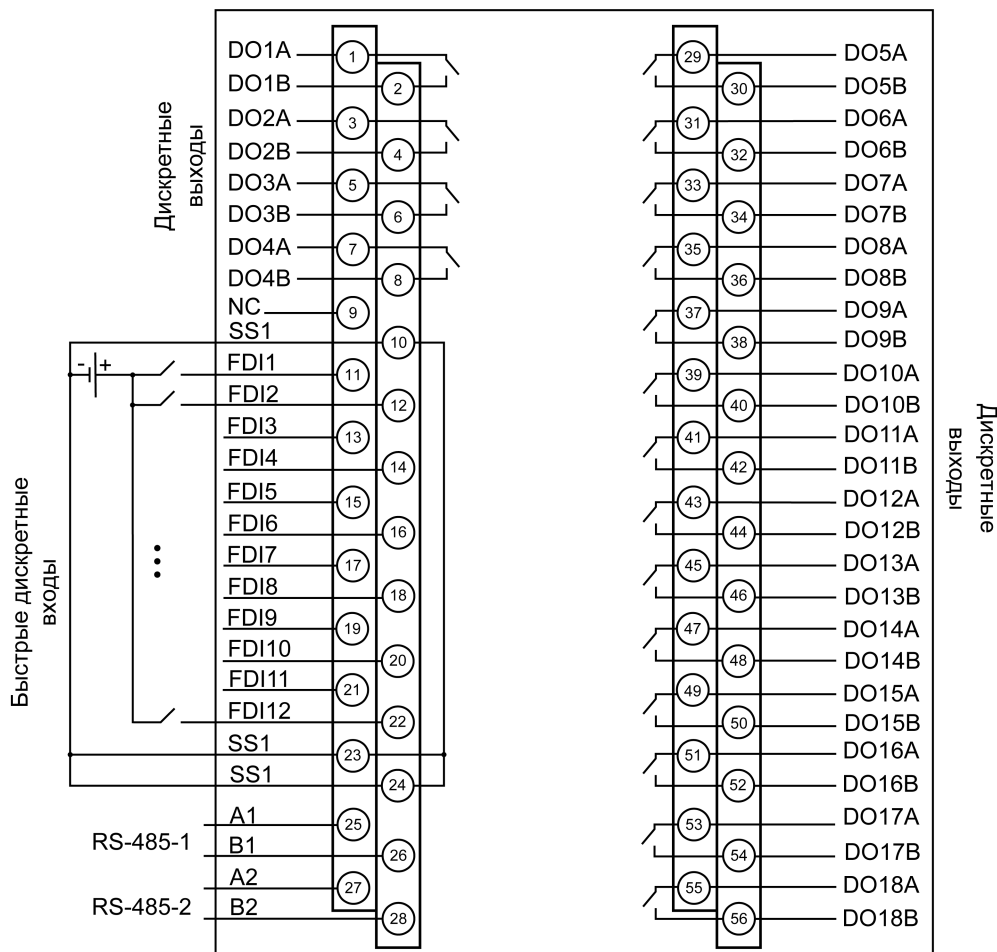 Дискретные
выходы
DO1A 1
DO1B 2
DO2A 3
DO2B 4
DO3A 5
DO3B 6
DO4A 7
DO4B 8
NC 9
SS1 10
- +
FDI1 11
FDI2 12
FDI3 13
FDI4 14
FDI5 15
FDI6 16
FDI7 17
FDI8 18
FDI9 19
FDI10 20
FDI11 21
FDI12 22
SS1 23
SS1 24
Быстрые дискретные
входы
RS-485-1
A1 25
B1 26
RS-485-2
A2 27
B2 28
29 DO5A
30 DO5B
31 DO6A
32 DO6B
33 DO7A
34 DO7B
35 DO8A
36 DO8B
37 DO9A
38 DO9B
39 DO10A
40 DO10B
41 DO11A
42 DO11B
43 DO12A
44 DO12B
45 DO13A
46 DO13B
47 DO14A
48 DO14B
49 DO15A
50 DO15B
51 DO16A
52 DO16B
53 DO17A
54 DO17B
55 DO18A
56 DO18B
Дискретные
выходы